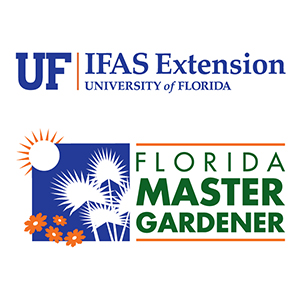 UF IFAS Extension
UNIVERSITY of FLORIDA
FLORIDA
MASTER
GARDENER